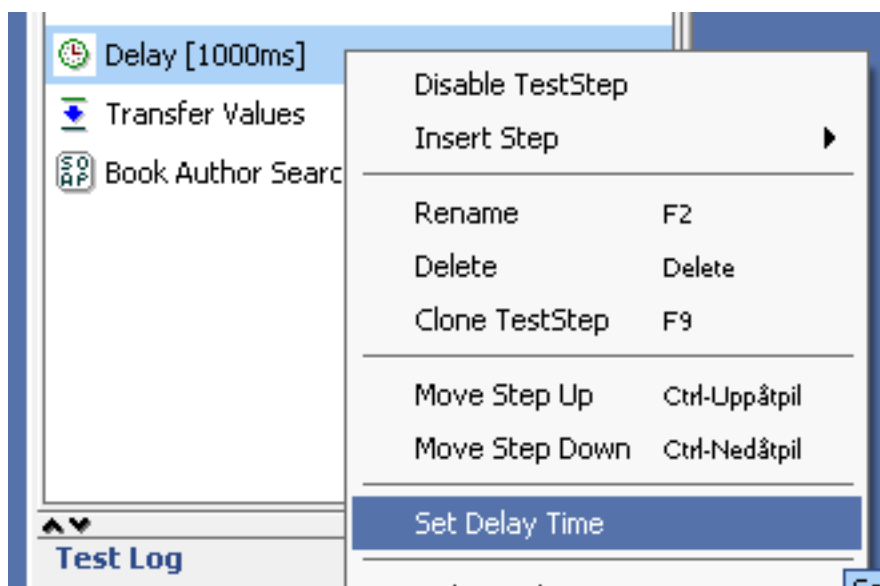 Delay [1000ms]
Transfer Values
SOAP Book Author Searc
Disable TestStep
Insert Step
Rename F2
Delete Delete
Clone TestStep F9
Move Step Up Ctrl-Uppåtpil
Move Step Down Ctrl-Nedåtpil
Set Delay Time
Test Log